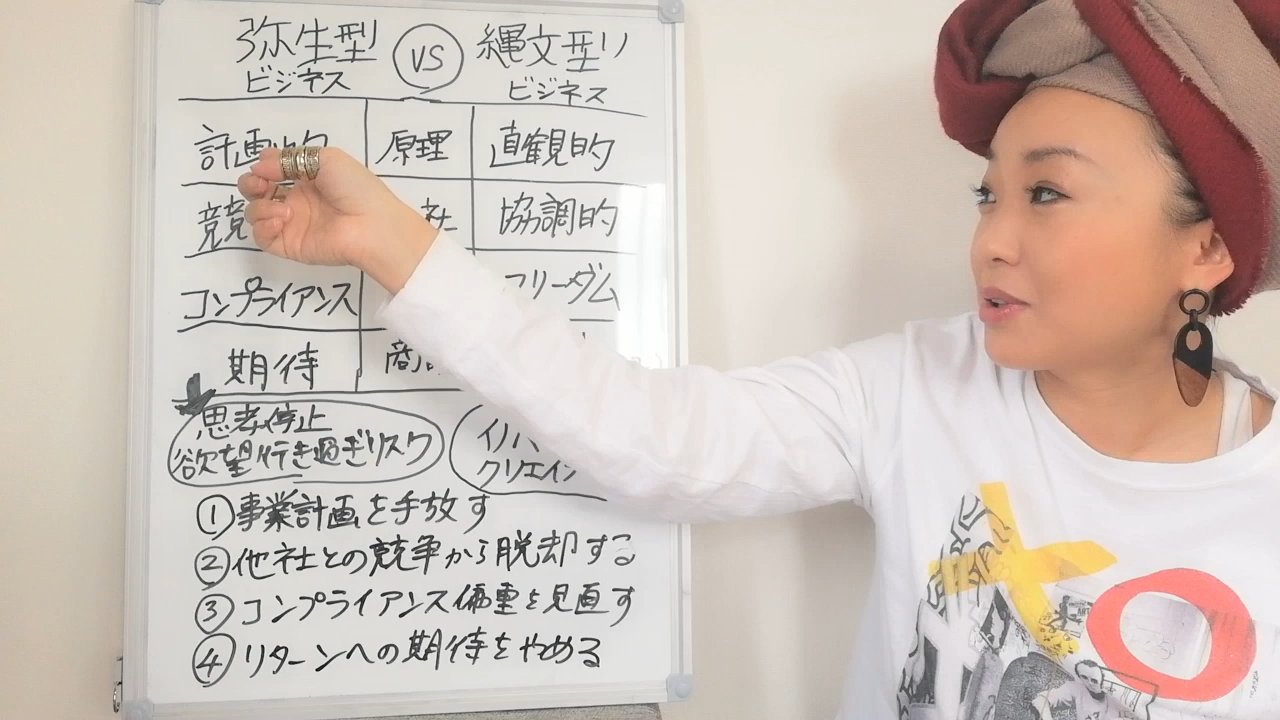 弥生型 VS 縄文型
ビジネス ビジネス
計画的 原理 直観的
競 社 協調的
コンプライアンス フリーダム
期待 商
思考停止
欲望行き過ぎリスク
イノベ
クリエイ
①事業計画を手放す
②他社との競争から脱却する
③コンプライアンス偏重を見直す
④リターンへの期待をやめる